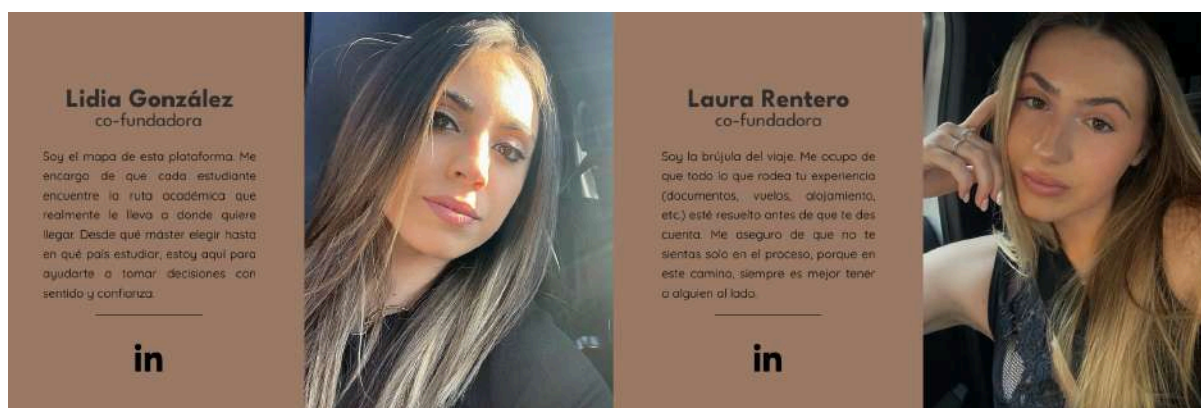 Lidia González
co-fundadora
Soy el mapa de esta plataforma. Me
encargo de que cada estudiante
encuentre la ruta académica que
realmente le lleva a donde quiere
llegar. Desde qué máster elegir hasta
en qué país estudiar, estoy aquí para
ayudarte a tomar decisiones con
sentido y confianza.
in
Laura Rentero
co-fundadora
Soy la brújula del viaje. Me ocupo de
que todo lo que rodea tu experiencia
(documentos, vuelos, alojamiento,
etc.) esté resuelto antes de que te des
cuenta. Me aseguro de que no te
sientas solo en el proceso, porque en
este camino, siempre es mejor tener
a alguien al lado.
in